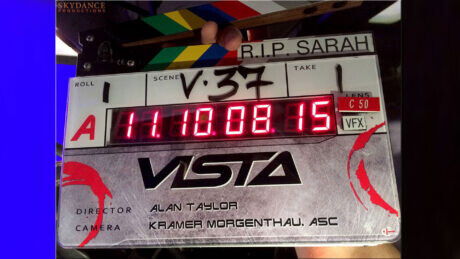 SKYDANCE
PRODUCTIONS
R.I.P. SARAH
ROLL 1
SCENE V·37
TAKE 1
LENS C 50
A 11.10.08 15
VFX
VISTA
DIRECTOR ALAN TAYLOR
CAMERA KRAMER MORGENTHAU, ASC